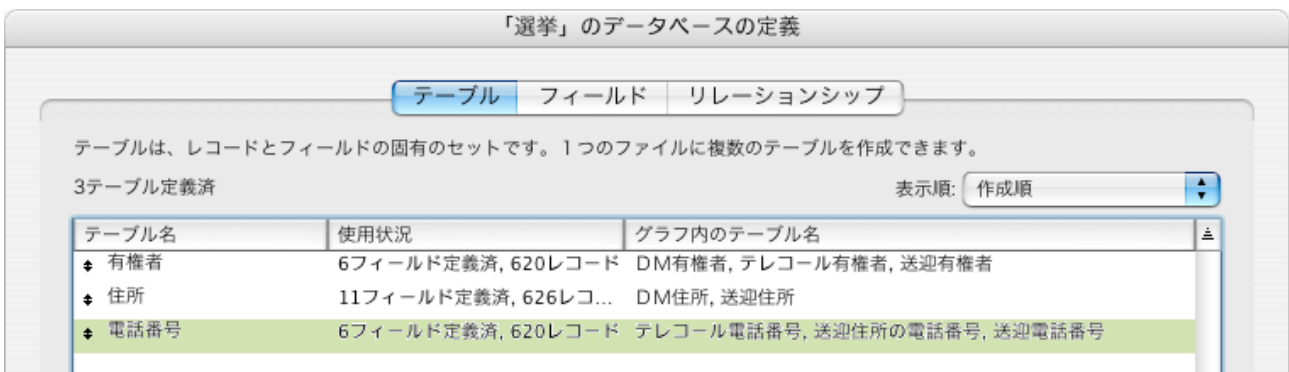 「選挙」のデータベースの定義
テーブル フィールド リレーションシップ
テーブルは、レコードとフィールドの固有のセットです。1つのファイルに複数のテーブルを作成できます。
3テーブル定義済 表示順: 作成順
テーブル名 使用状況 グラフ内のテーブル名
有権者 6フィールド定義済, 620レコード DM有権者, テレコール有権者, 送迎有権者
住所 11フィールド定義済, 626レコ... DM住所, 送迎住所
電話番号 6フィールド定義済, 620レコード テレコール電話番号, 送迎住所の電話番号, 送迎電話番号